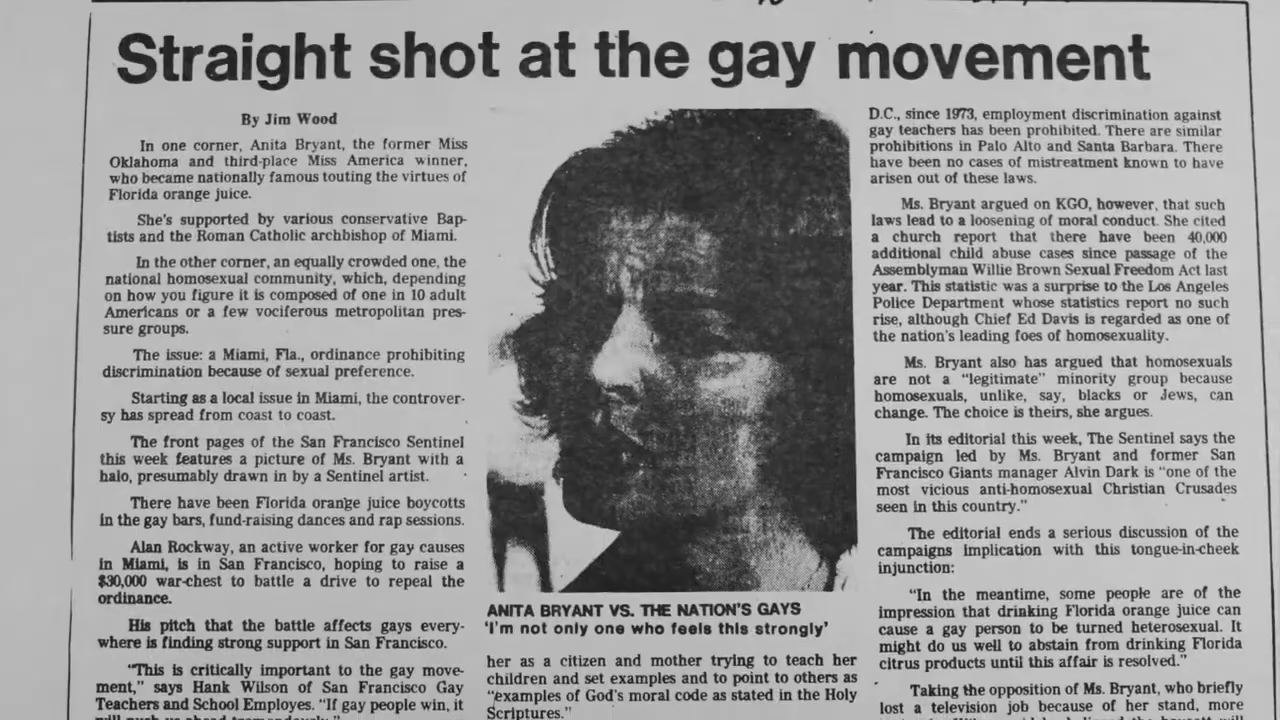 Straight shot at the gay movement
By Jim Wood
In one corner, Anita Bryant, the former Miss
Oklahoma and third-place Miss America winner,
who became nationally famous touting the virtues of
Florida orange juice.
She's supported by various conservative Bap-
tists and the Roman Catholic archbishop of Miami.
In the other corner, an equally crowded one, the
national homosexual community, which, depending
on how you figure it is composed of one in 10 adult
Americans or a few vociferous metropolitan pres-
sure groups.
The issue: a Miami, Fla., ordinance prohibiting
discrimination because of sexual preference.
Starting as a local issue in Miami, the controver-
sy has spread from coast to coast.
The front pages of the San Francisco Sentinel
this week features a picture of Ms. Bryant with a
halo, presumably drawn in by a Sentinel artist.
There have been Florida orange juice boycotts
in the gay bars, fund-raising dances and rap sessions.
Alan Rockway, an active worker for gay causes
in Miami, is in San Francisco, hoping to raise a
$30,000 war-chest to battle a drive to repeal the
ordinance.
His pitch that the battle affects gays every-
where is finding strong support in San Francisco.
"This is critically important to the gay move-
ment," says Hank Wilson of San Francisco Gay
Teachers and School Employes. "If gay people win, it
will push us ahead tremendously."
ANITA BRYANT VS. THE NATION'S GAYS
'I'm not only one who feels this strongly'
her as a citizen and mother trying to teach her
children and set examples and to point to others as
"examples of God's moral code as stated in the Holy
Scriptures."
D.C., since 1973, employment discrimination against
gay teachers has been prohibited. There are similar
prohibitions in Palo Alto and Santa Barbara. There
have been no cases of mistreatment known to have
arisen out of these laws.
Ms. Bryant argued on KGO, however, that such
laws lead to a loosening of moral conduct. She cited
a church report that there have been 40,000
additional child abuse cases since passage of the
Assemblyman Willie Brown Sexual Freedom Act last
year. This statistic was a surprise to the Los Angeles
Police Department whose statistics report no such
rise, although Chief Ed Davis is regarded as one of
the nation's leading foes of homosexuality.
Ms. Bryant also has argued that homosexuals
are not a "legitimate" minority group because
homosexuals, unlike, say, blacks or Jews, can
change. The choice is theirs, she argues.
In its editorial this week, The Sentinel says the
campaign led by Ms. Bryant and former San
Francisco Giants manager Alvin Dark is "one of the
most vicious anti-homosexual Christian Crusades
seen in this country."
The editorial ends a serious discussion of the
campaigns implication with this tongue-in-cheek
injunction:
"In the meantime, some people are of the
impression that drinking Florida orange juice can
cause a gay person to be turned heterosexual. It
might do us well to abstain from drinking Florida
citrus products until this affair is resolved."
Taking the opposition of Ms. Bryant, who briefly
lost a television job because of her stand, more